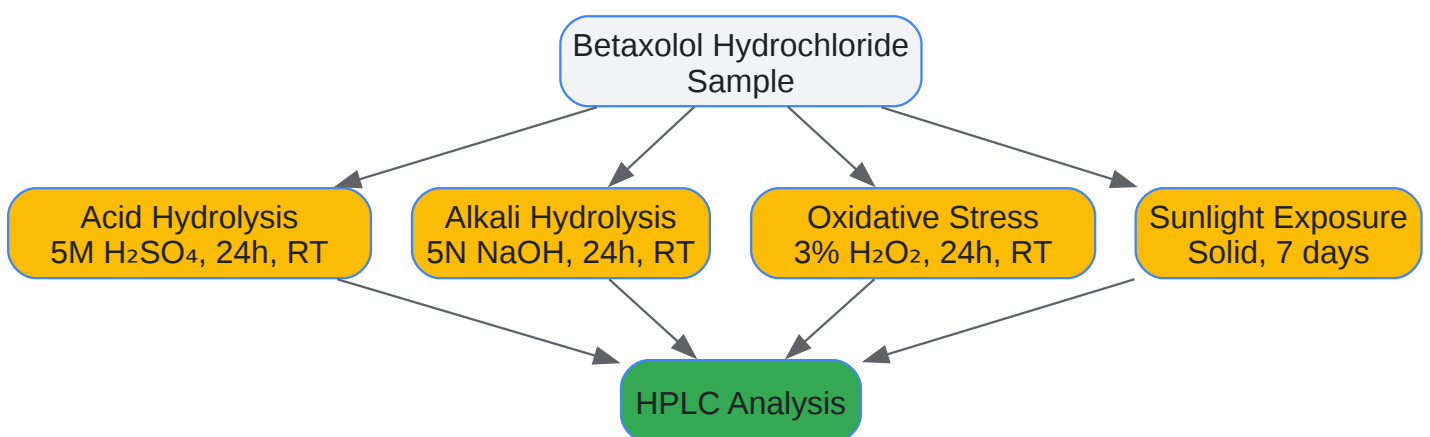 Betaxolol Hydrochloride
Sample
Acid Hydrolysis
5M H₂SO₄, 24h, RT
Alkali Hydrolysis
5N NaOH, 24h, RT
Oxidative Stress
3% H₂O₂, 24h, RT
Sunlight Exposure
Solid, 7 days
HPLC Analysis